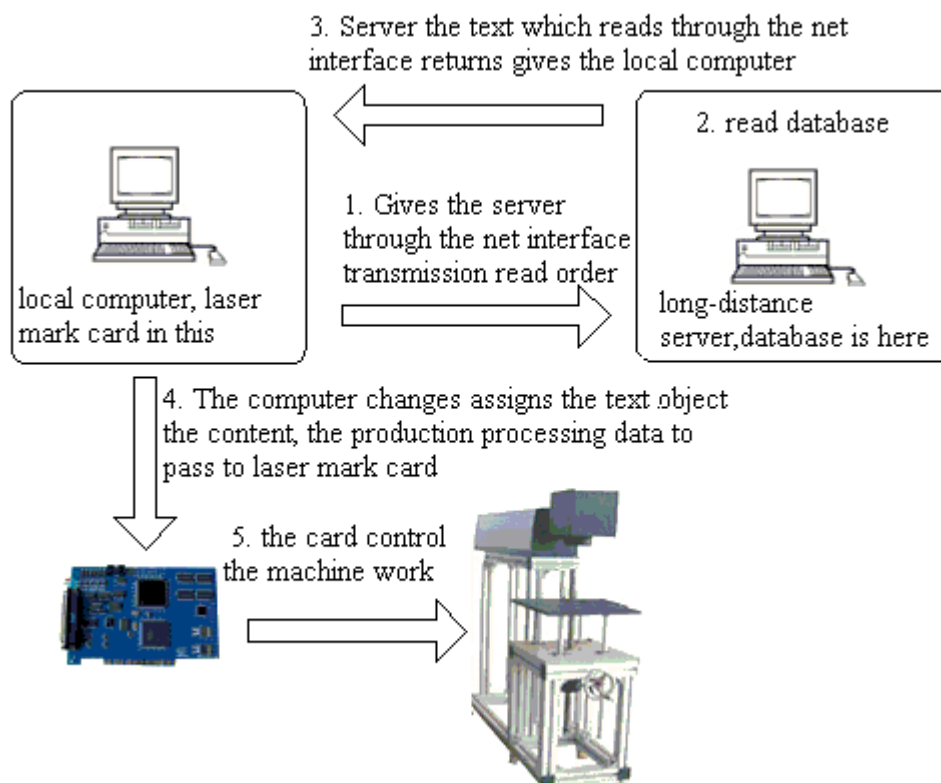 3. Server the text which reads through the net
interface returns gives the local computer
2. read database
1. Gives the server
through the net interface
transmission read order
local computer, laser
mark card in this
long-distance
server,database is here
4. The computer changes assigns the text object
the content, the production processing data to
pass to laser mark card
5. the card control
the machine work